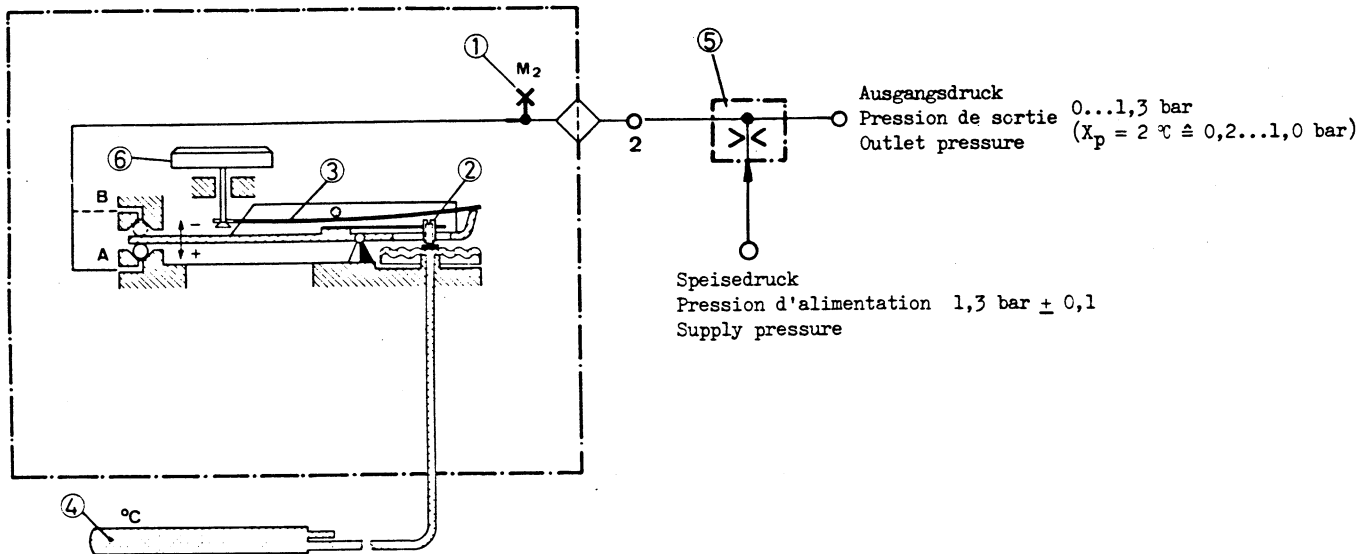 ①
M₂
⑤
Ausgangsdruck
Pression de sortie 0...1,3 bar
Outlet pressure (Xp = 2 °C ≙ 0,2...1,0 bar)
2
⑥
③
②
B
−
A
+
Speisedruck
Pression d'alimentation 1,3 bar ± 0,1
Supply pressure
④
°C